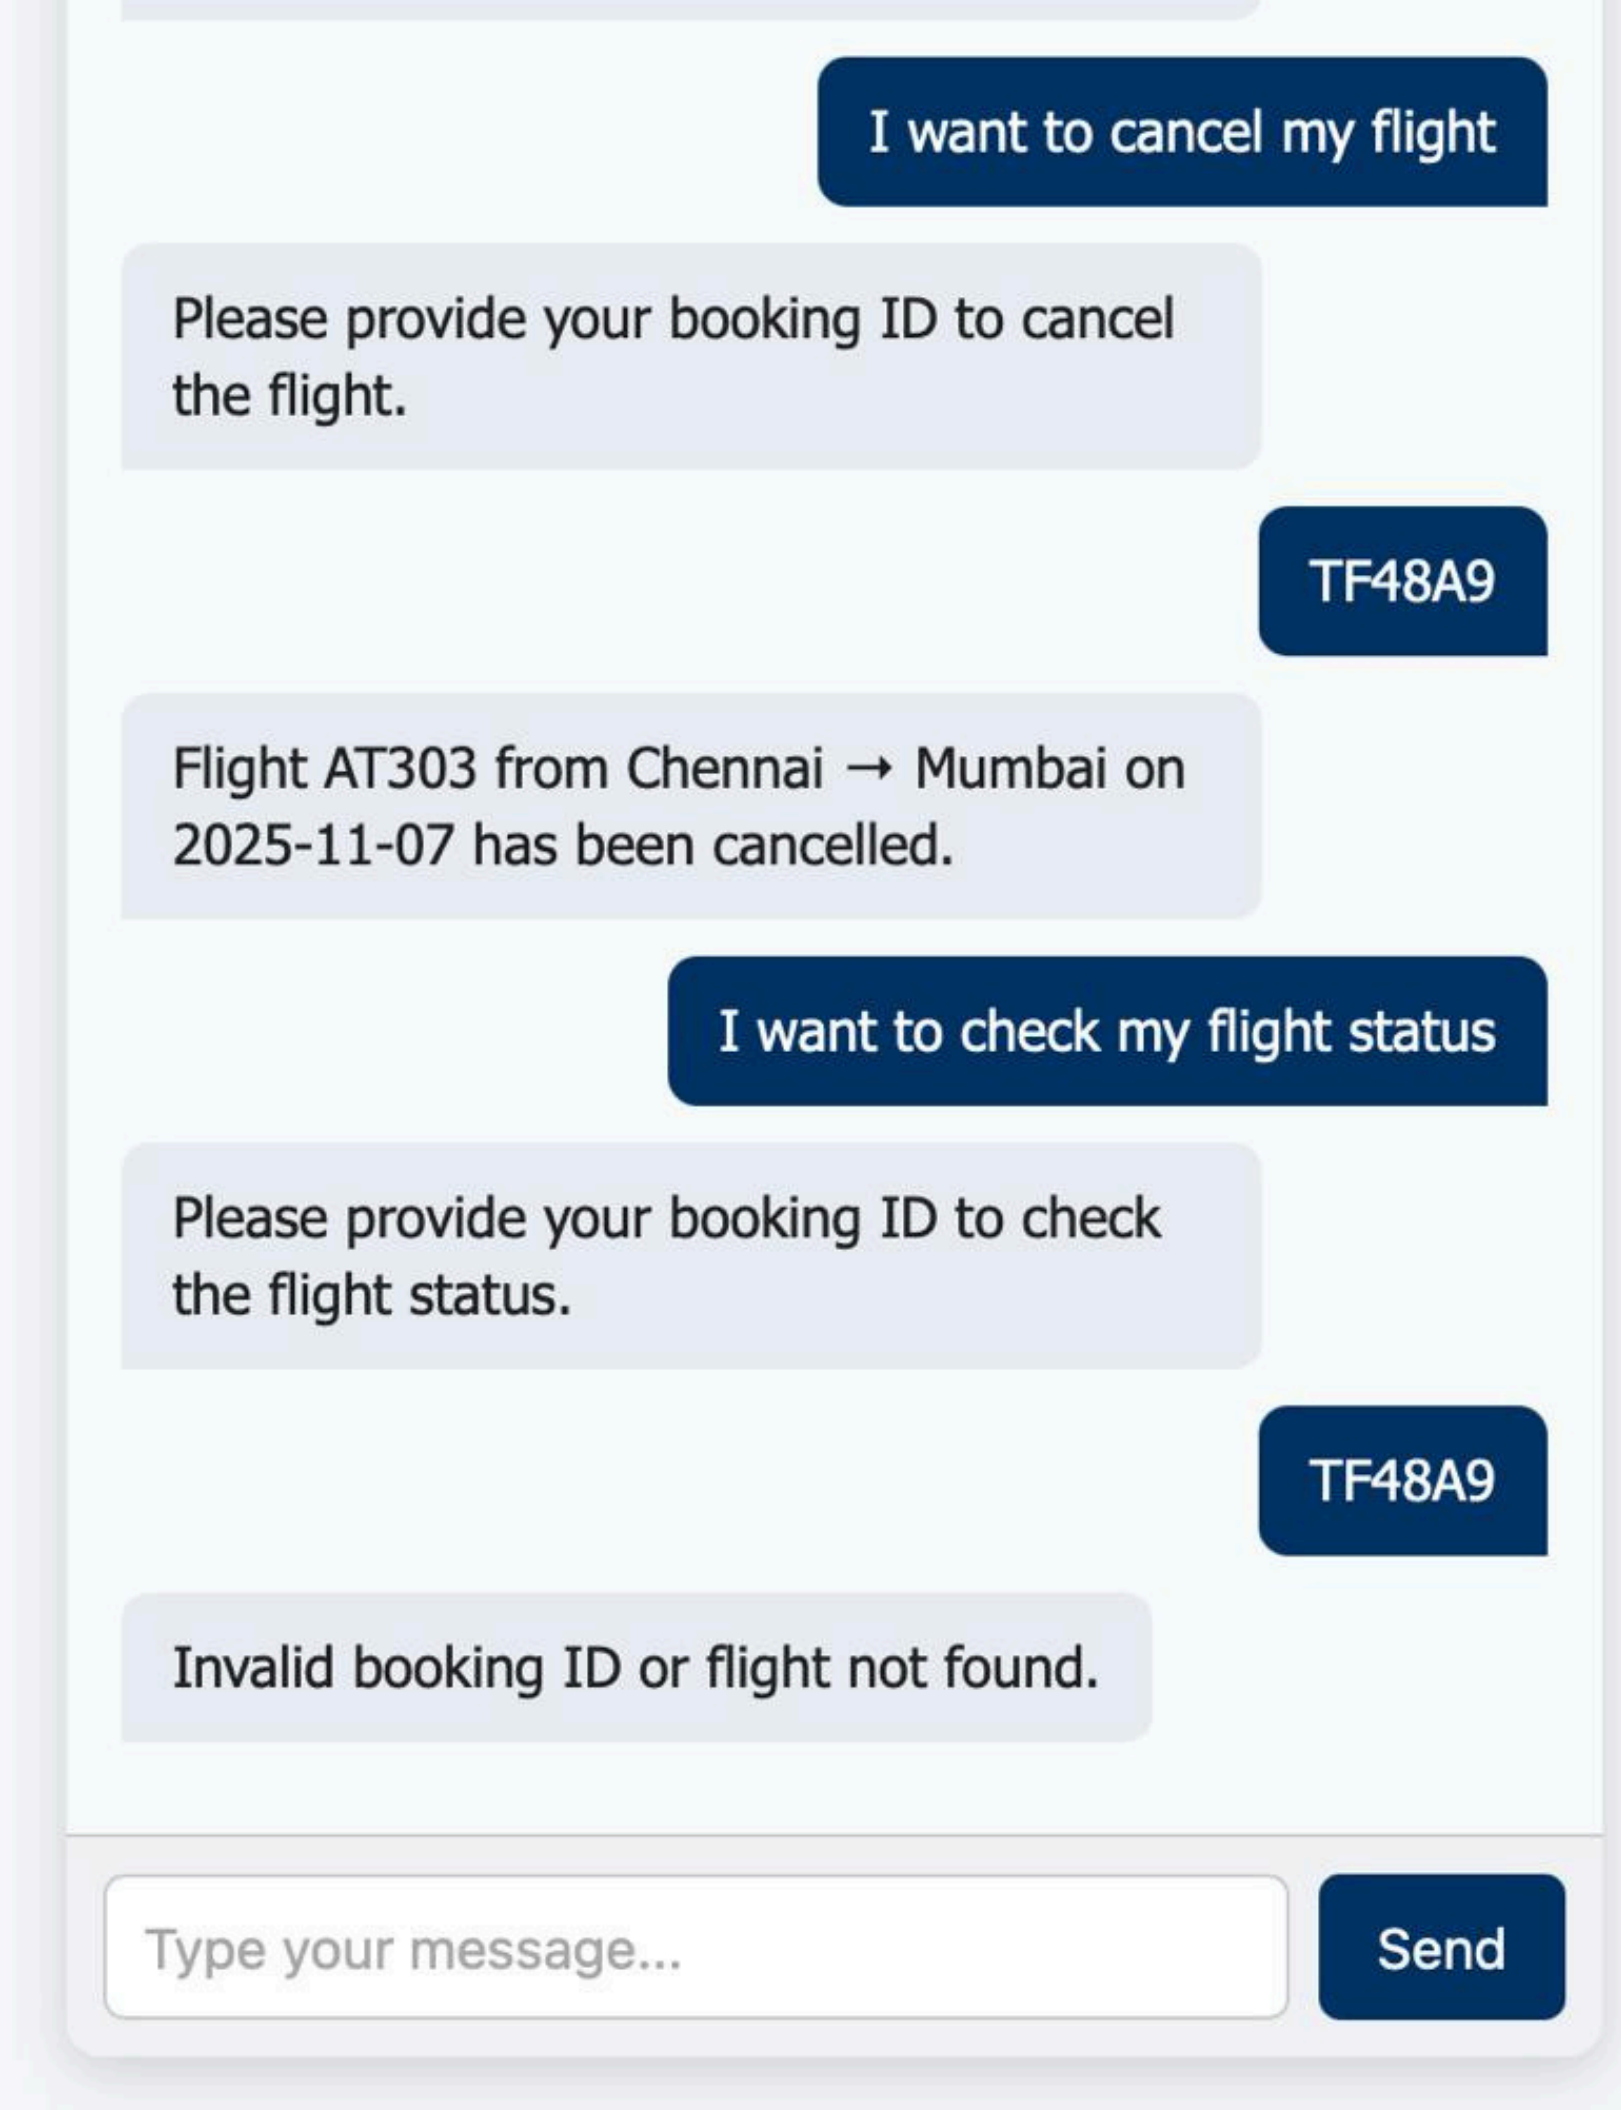 I want to cancel my flight
Please provide your booking ID to cancel
the flight.
TF48A9
Flight AT303 from Chennai → Mumbai on
2025-11-07 has been cancelled.
I want to check my flight status
Please provide your booking ID to check
the flight status.
TF48A9
Invalid booking ID or flight not found.
Type your message...
Send